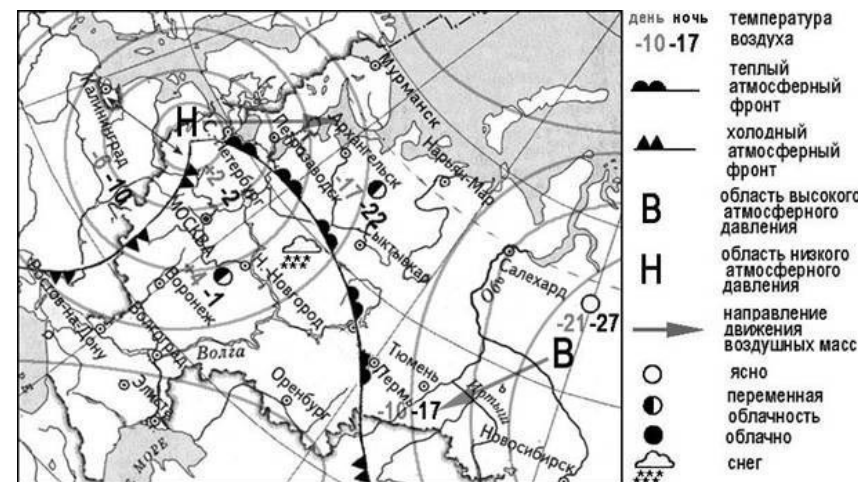 Мурманск
Калининград
Н
С.Петербург
Петрозаводск
Архангельск
Нарьян-Мар
-6 -10
+2 -2
-17 -22
МОСКВА
Сыктывкар
Салехард
Обь
-21 -27
+4 -1
Н. Новгород
Воронеж
Ростов-на-Дону
Волгоград
Волга
Тюмень
Пермь
В
Иртыш
Элиста
Оренбург
-10 -17
Новосибирск
МОРЕ
день ночь температура
-10 -17 воздуха
теплый
атмосферный
фронт
холодный
атмосферный
фронт
В область высокого
атмосферного
давления
Н область низкого
атмосферного
давления
направление
движения
воздушных масс
ясно
переменная
облачность
облачно
снег